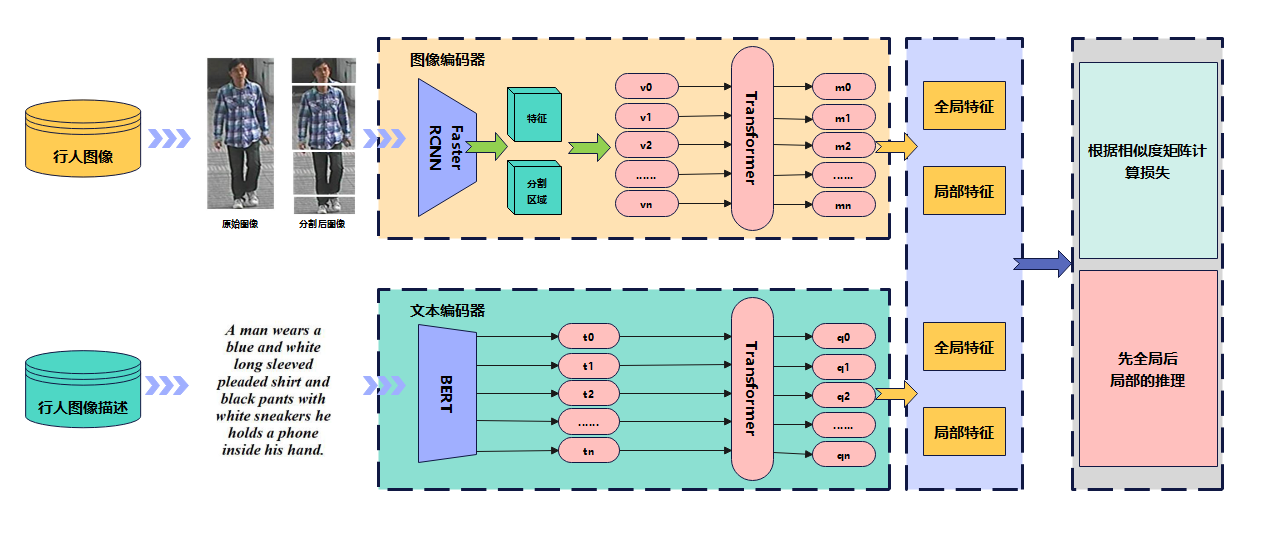 行人图像
原始图像
分割后图像
图像编码器
Faster
RCNN
特征
分割
区域
v0
v1
v2
......
vn
Transformer
m0
m1
m2
......
mn
全局特征
局部特征
根据相似度矩阵计
算损失
行人图像描述
A man wears a
blue and white
long sleeved
pleaded shirt and
black pants with
white sneakers he
holds a phone
inside his hand.
文本编码器
BERT
t0
t1
t2
......
tn
Transformer
q0
q1
q2
......
qn
全局特征
局部特征
先全局后
局部的推理